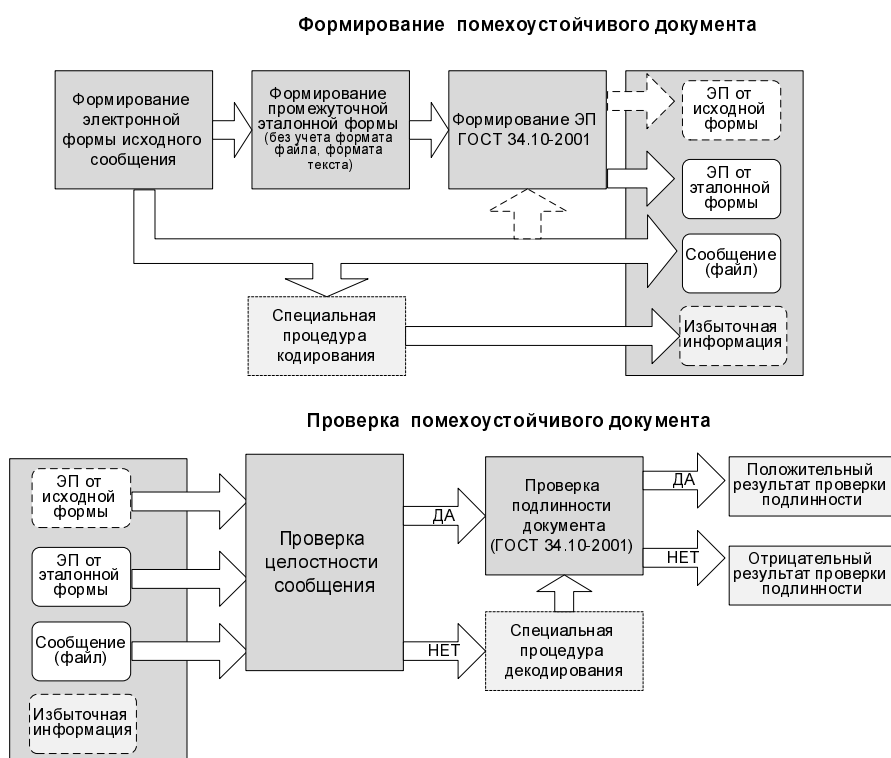 Формирование помехоустойчивого документа
Формирование
электронной
формы исходного
сообщения
Формирование
промежуточной
эталонной формы
(без учета формата
файла, формата
текста)
Формирование ЭП
ГОСТ 34.10-2001
ЭП от
исходной
формы
ЭП от
эталонной
формы
Сообщение
(файл)
Избыточная
информация
Специальная
процедура
кодирования
Проверка помехоустойчивого документа
ЭП от
исходной
формы
ЭП от
эталонной
формы
Сообщение
(файл)
Избыточная
информация
Проверка
целостности
сообщения
ДА
НЕТ
Проверка
подлинности
документа
(ГОСТ 34.10-2001)
Специальная
процедура
декодирования
ДА
НЕТ
Положительный
результат проверки
подлинности
Отрицательный
результат проверки
подлинности